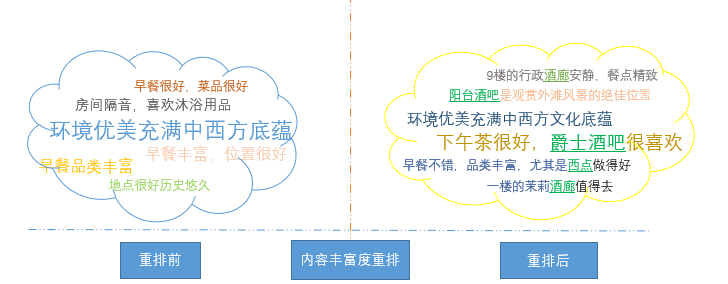 早餐很好，菜品很好
房间隔音，喜欢沐浴用品
环境优美充满中西方底蕴
早餐丰富，位置很好
早餐品类丰富
地点很好历史悠久
9楼的行政酒廊安静，餐点精致
阳台酒吧是观赏外滩风景的绝佳位置
环境优美充满中西方文化底蕴
下午茶很好，爵士酒吧很喜欢
早餐不错，品类丰富，尤其是西点做得好
一楼的茉莉酒廊值得去
重排前
内容丰富度重排
重排后